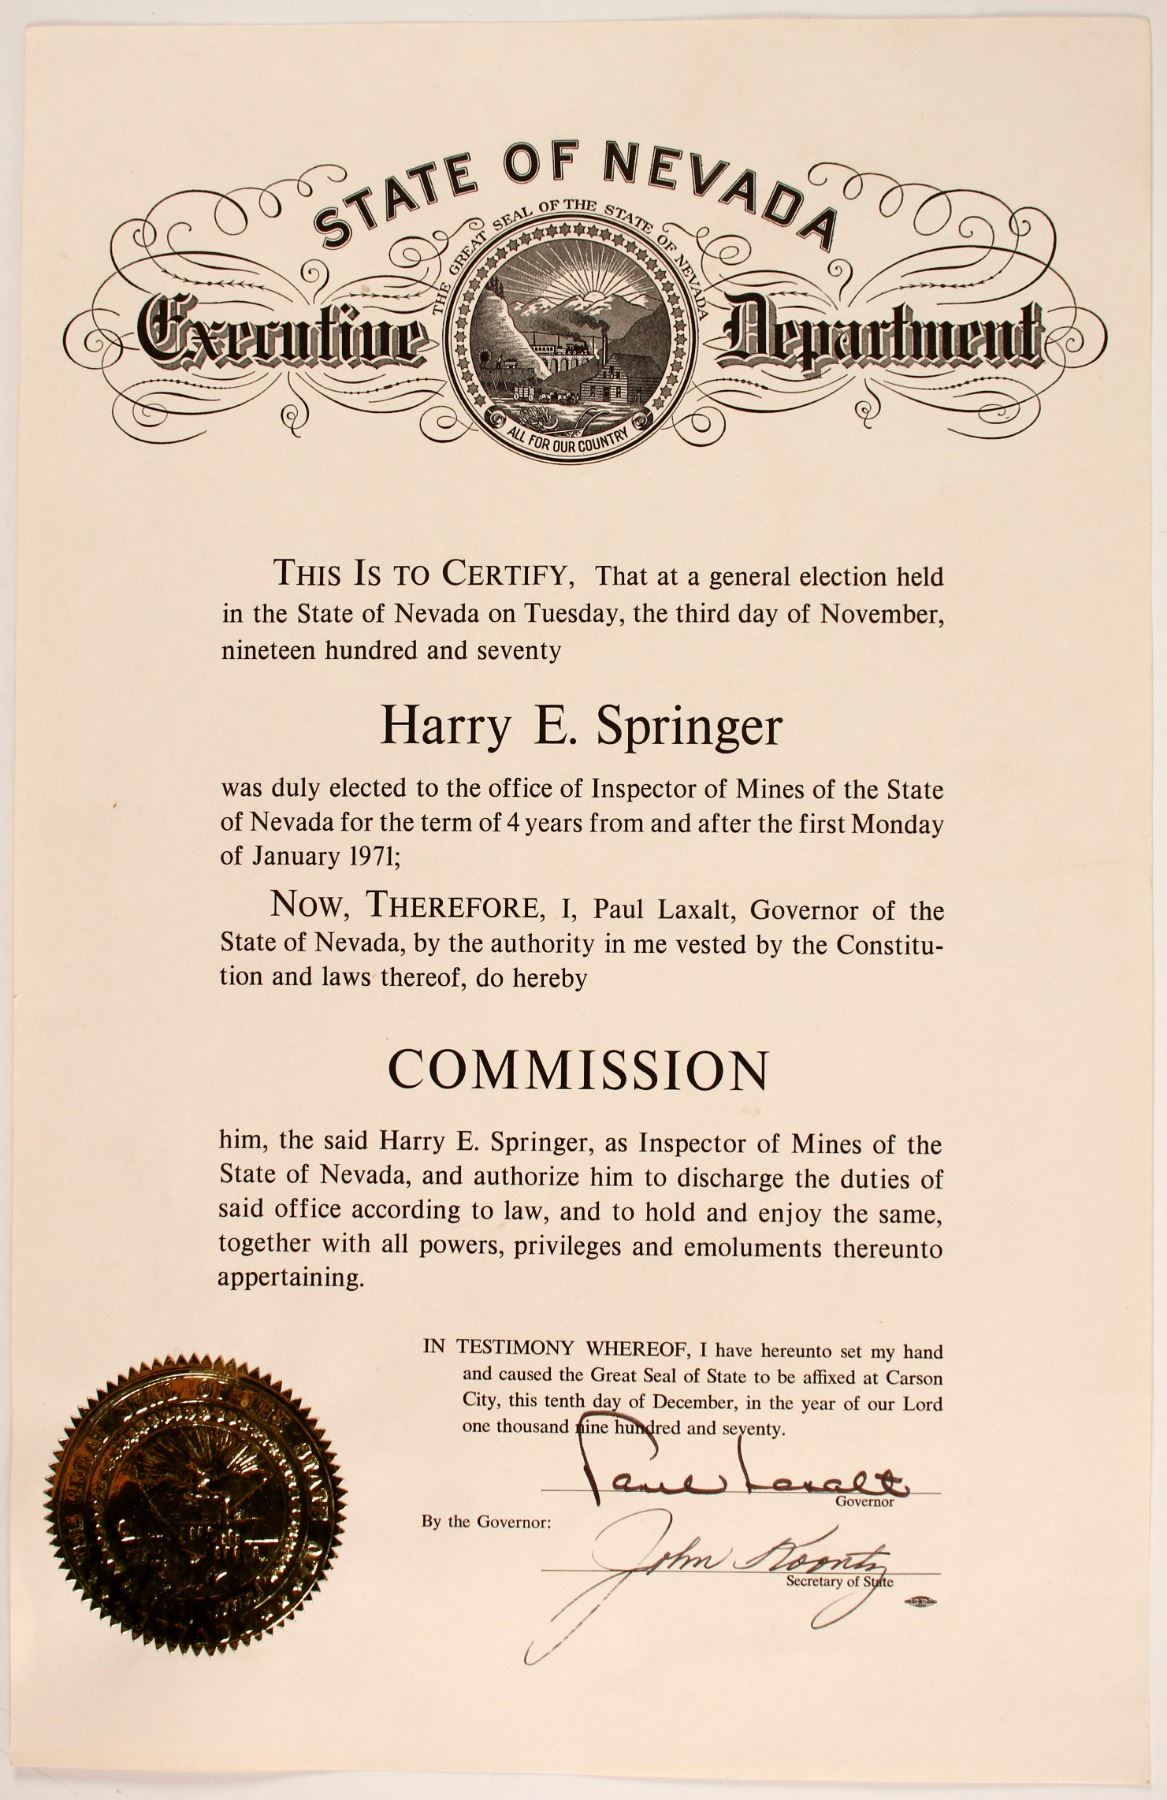 STATE OF NEVADA
THE GREAT SEAL OF THE STATE OF NEVADA
Executive Department
ALL FOR OUR COUNTRY
THIS IS TO CERTIFY, That at a general election held
in the State of Nevada on Tuesday, the third day of November,
nineteen hundred and seventy
Harry E. Springer
was duly elected to the office of Inspector of Mines of the State
of Nevada for the term of 4 years from and after the first Monday
of January 1971;
NOW, THEREFORE, I, Paul Laxalt, Governor of the
State of Nevada, by the authority in me vested by the Constitu-
tion and laws thereof, do hereby
COMMISSION
him, the said Harry E. Springer, as Inspector of Mines of the
State of Nevada, and authorize him to discharge the duties of
said office according to law, and to hold and enjoy the same,
together with all powers, privileges and emoluments thereunto
appertaining.
IN TESTIMONY WHEREOF, I have hereunto set my hand
and caused the Great Seal of State to be affixed at Carson
City, this tenth day of December, in the year of our Lord
one thousand nine hundred and seventy.
Paul Laxalt
Governor
By the Governor:
John Koontz
Secretary of State